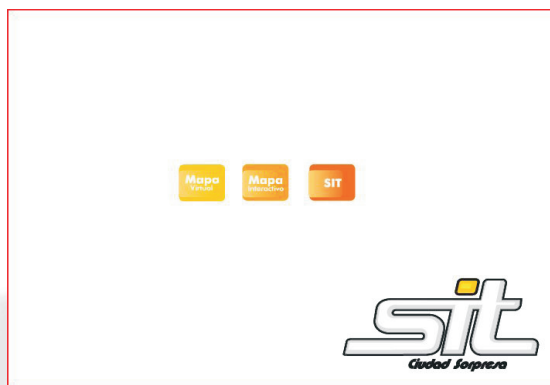 Mapa
Virtual
Mapa
Interactivo
SIT
sit
Ciudad Sorpresa